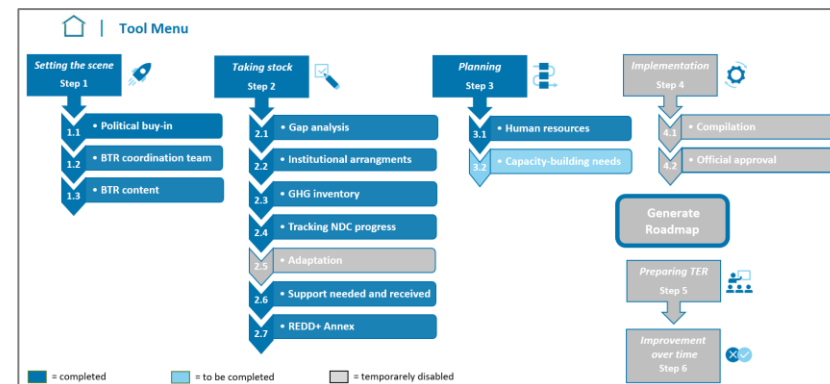 Tool Menu
Setting the scene
Step 1
1.1 • Political buy-in
1.2 • BTR coordination team
1.3 • BTR content
Taking stock
Step 2
2.1 • Gap analysis
2.2 • Institutional arrangments
2.3 • GHG inventory
2.4 • Tracking NDC progress
2.5 • Adaptation
2.6 • Support needed and received
2.7 • REDD+ Annex
Planning
Step 3
3.1 • Human resources
3.2 • Capacity-building needs
Implementation
Step 4
4.1 • Compilation
4.2 • Official approval
Generate
Roadmap
Preparing TER
Step 5
Improvement
over time
Step 6
= completed
= to be completed
= temporarely disabled